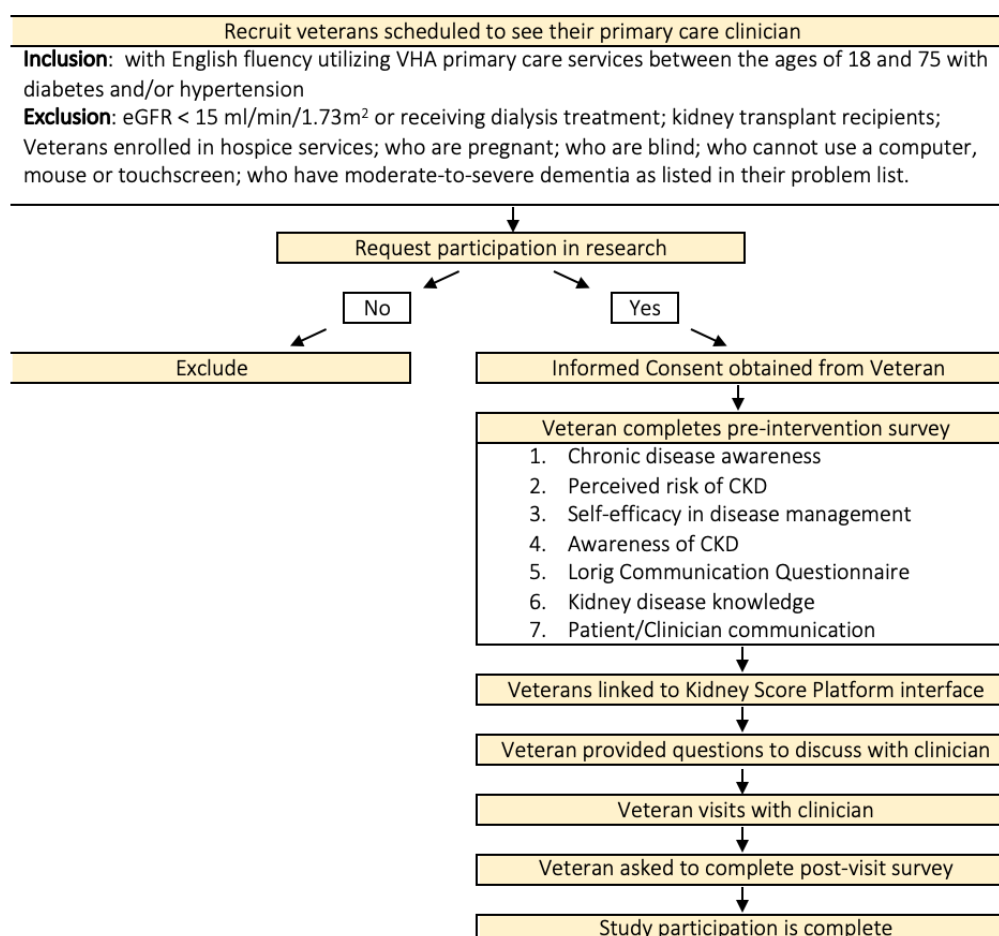 Recruit veterans scheduled to see their primary care clinician
Inclusion: with English fluency utilizing VHA primary care services between the ages of 18 and 75 with
diabetes and/or hypertension
Exclusion: eGFR < 15 ml/min/1.73m² or receiving dialysis treatment; kidney transplant recipients;
Veterans enrolled in hospice services; who are pregnant; who are blind; who cannot use a computer,
mouse or touchscreen; who have moderate-to-severe dementia as listed in their problem list.
Request participation in research
No
Yes
Exclude
Informed Consent obtained from Veteran
Veteran completes pre-intervention survey
1. Chronic disease awareness
2. Perceived risk of CKD
3. Self-efficacy in disease management
4. Awareness of CKD
5. Lorig Communication Questionnaire
6. Kidney disease knowledge
7. Patient/Clinician communication
Veterans linked to Kidney Score Platform interface
Veteran provided questions to discuss with clinician
Veteran visits with clinician
Veteran asked to complete post-visit survey
Study participation is complete